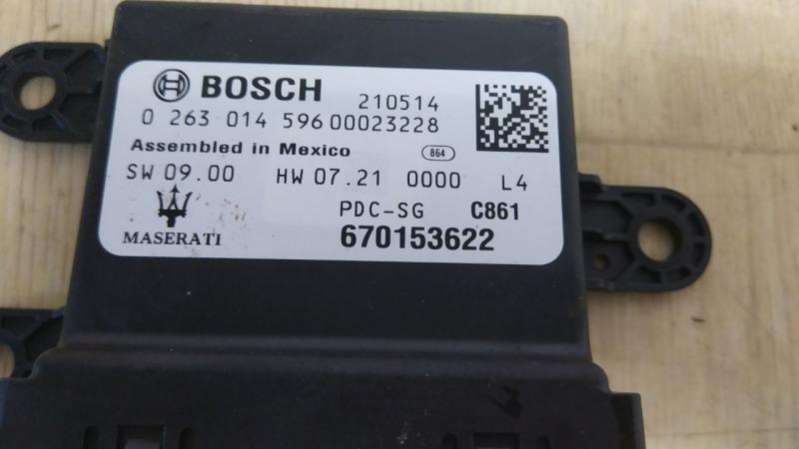 BOSCH 210514
0 263 014 596 00023228
Assembled in Mexico 864
SW 09.00 HW 07.21 0000 L4
PDC-SG C861
MASERATI 670153622